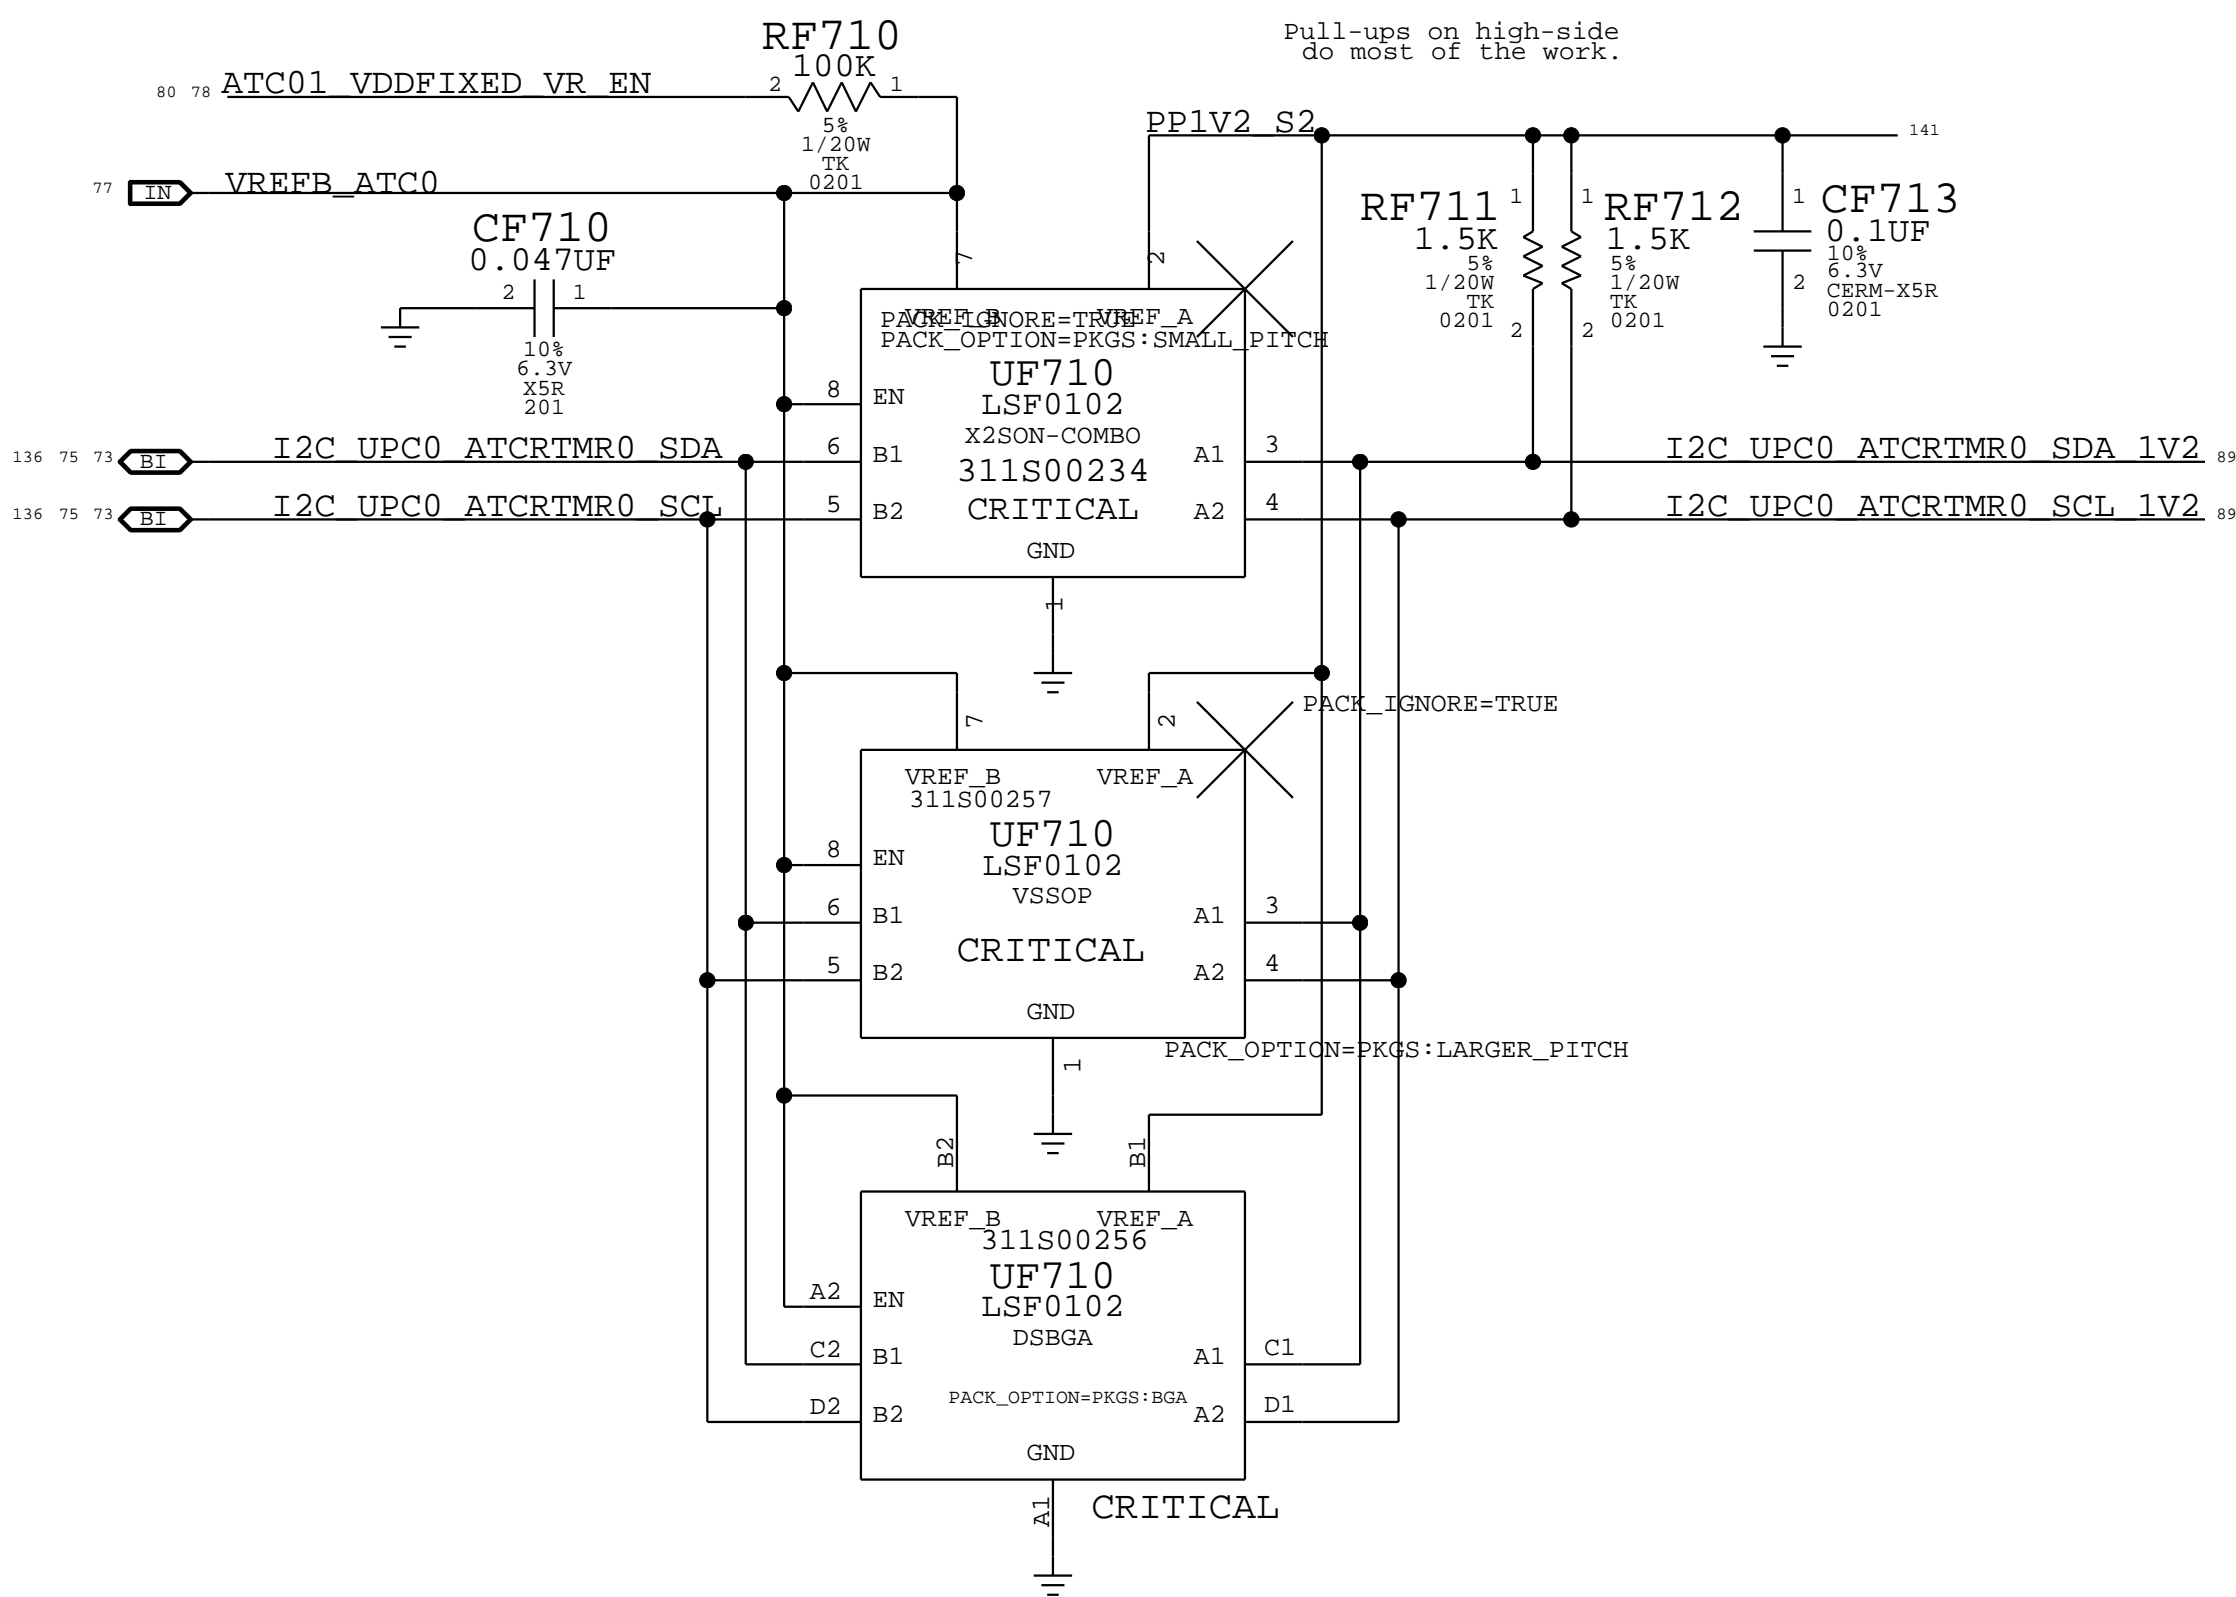 RF710
100K
2
1
80 78
ATC01_VDDFIXED_VR_EN
5%
1/20W
TK
0201
Pull-ups on high-side
do most of the work.
PP1V2_S2
141
77
IN
VREFB_ATC0
CF710
0.047UF
2
1
10%
6.3V
X5R
201
7
2
RF711
1.5K
5%
1/20W
TK
0201
1
2
RF712
1.5K
5%
1/20W
TK
0201
1
2
CF713
0.1UF
10%
6.3V
CERM-X5R
0201
1
2
VREF_B
VREF_A
PACK_IGNORE=TRUE
PACK_OPTION=PKGS:SMALL_PITCH
UF710
LSF0102
X2SON-COMBO
311S00234
CRITICAL
8
EN
6
B1
A1
3
5
B2
A2
4
GND
1
136 75 73
BI
I2C_UPC0_ATCRTMR0_SDA
I2C_UPC0_ATCRTMR0_SDA_1V2
89
136 75 73
BI
I2C_UPC0_ATCRTMR0_SCL
I2C_UPC0_ATCRTMR0_SCL_1V2
89
7
2
PACK_IGNORE=TRUE
VREF_B
VREF_A
311S00257
UF710
LSF0102
VSSOP
CRITICAL
8
EN
6
B1
A1
3
5
B2
A2
4
GND
PACK_OPTION=PKGS:LARGER_PITCH
1
B2
B1
VREF_B
VREF_A
311S00256
UF710
LSF0102
DSBGA
A2
EN
C2
B1
A1
C1
PACK_OPTION=PKGS:BGA
D2
B2
A2
D1
GND
A1
CRITICAL